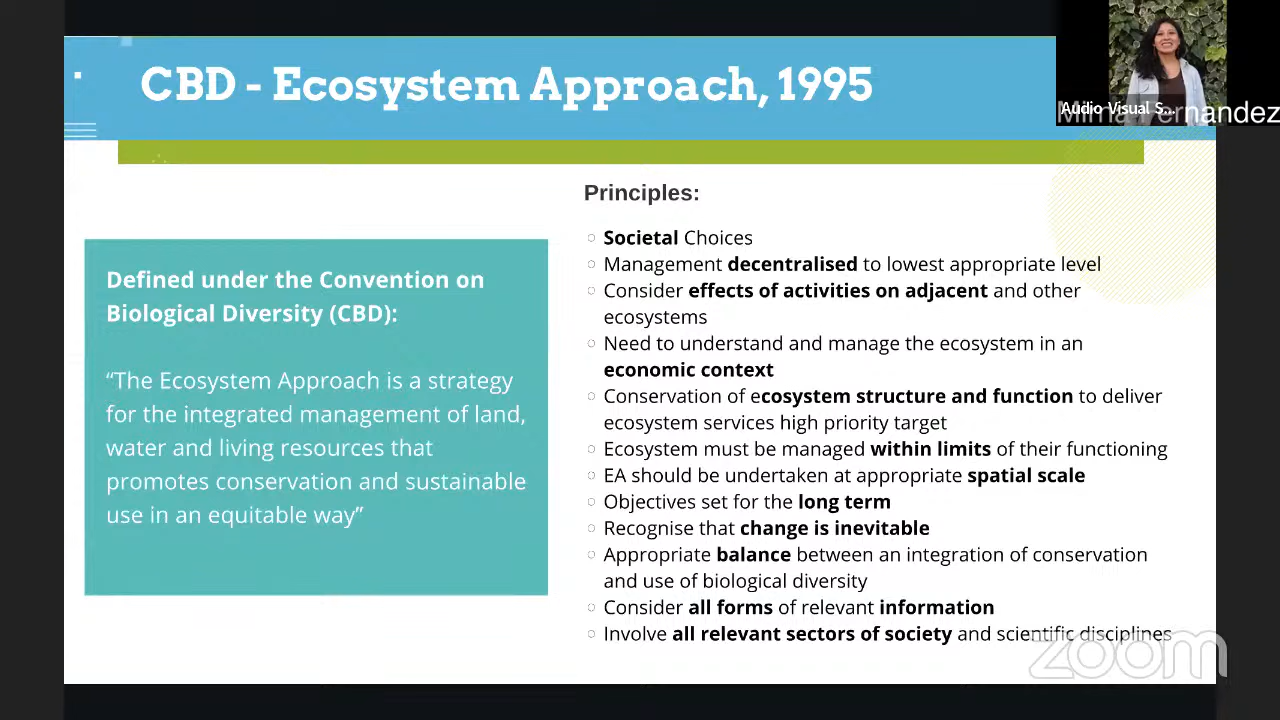 CBD - Ecosystem Approach, 1995
Audio Visual S...
Fernandez
Principles:
Defined under the Convention on
Biological Diversity (CBD):
“The Ecosystem Approach is a strategy
for the integrated management of land,
water and living resources that
promotes conservation and sustainable
use in an equitable way”
Societal Choices
Management decentralised to lowest appropriate level
Consider effects of activities on adjacent and other
ecosystems
Need to understand and manage the ecosystem in an
economic context
Conservation of ecosystem structure and function to deliver
ecosystem services high priority target
Ecosystem must be managed within limits of their functioning
EA should be undertaken at appropriate spatial scale
Objectives set for the long term
Recognise that change is inevitable
Appropriate balance between an integration of conservation
and use of biological diversity
Consider all forms of relevant information
Involve all relevant sectors of society and scientific disciplines
zoom